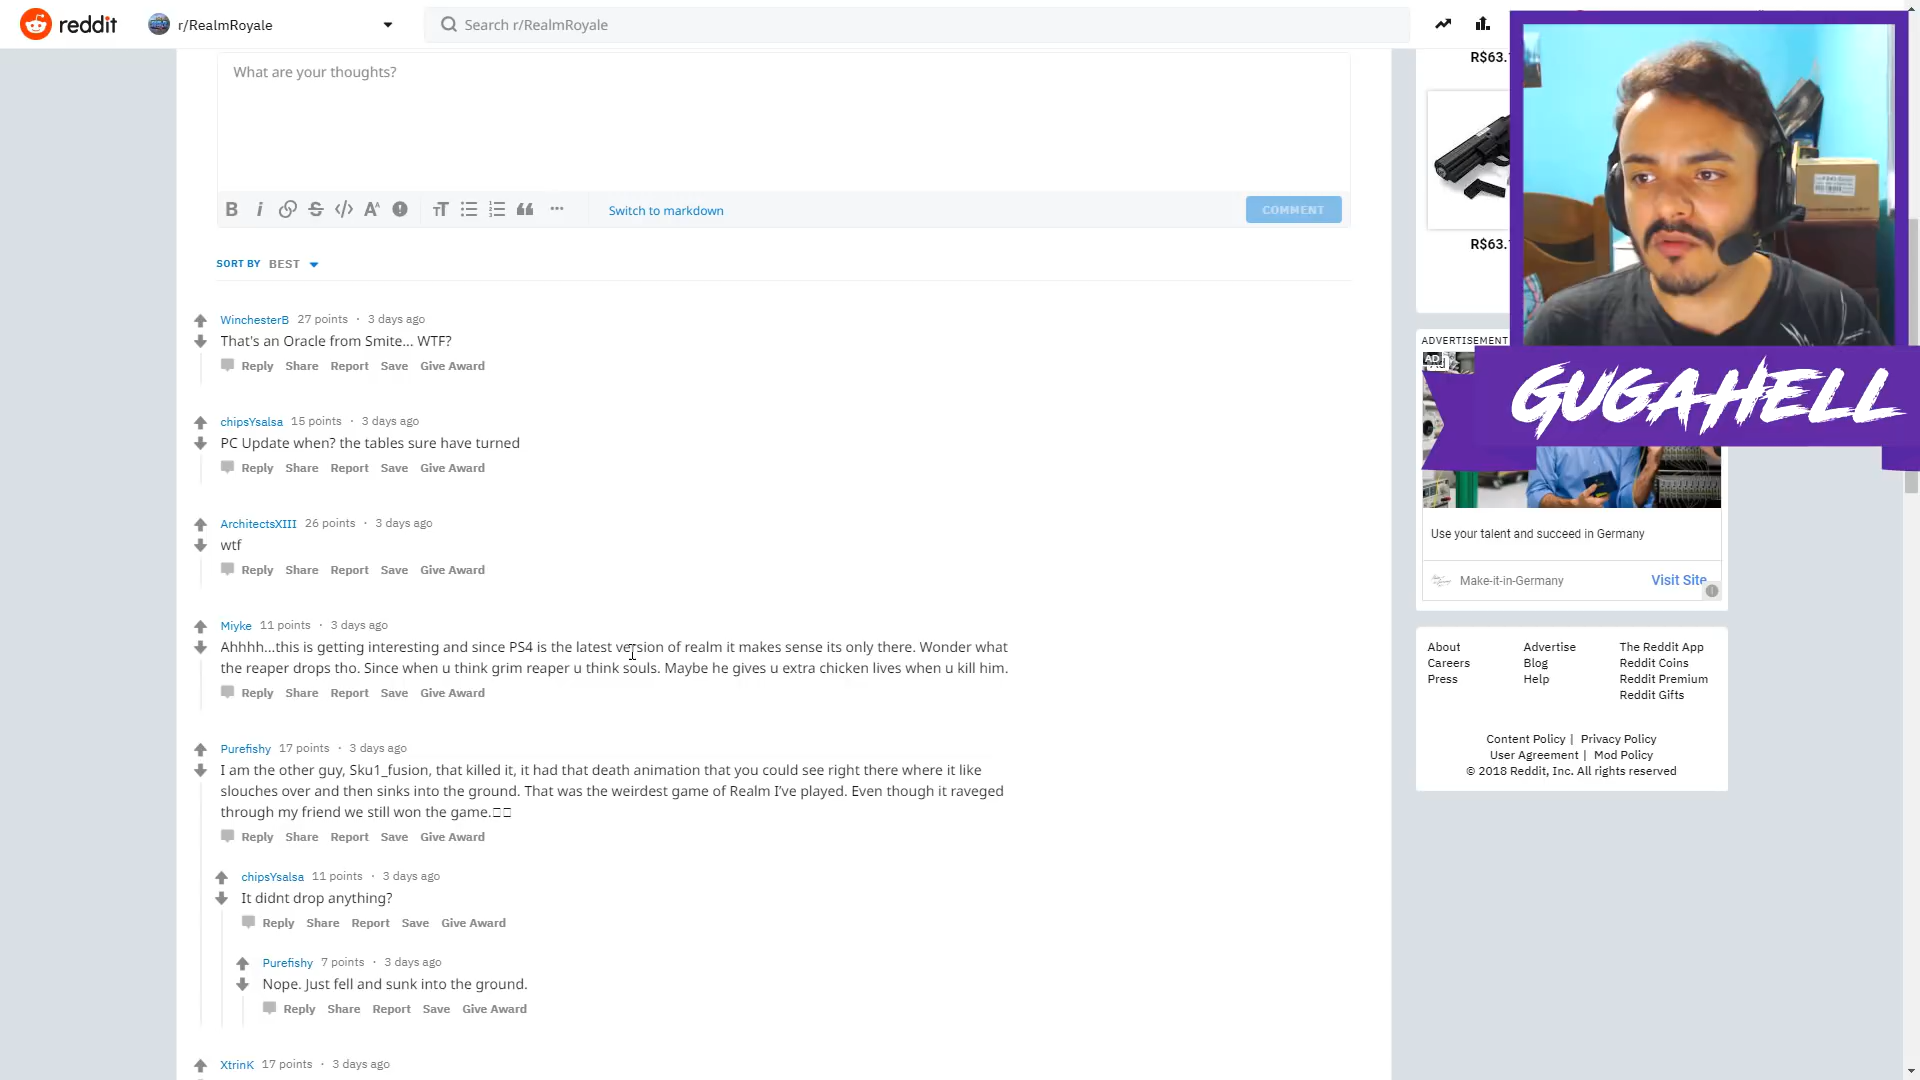 reddit
r/RealmRoyale
Search r/RealmRoyale
What are your thoughts?
Switch to markdown
COMMENT
SORT BY BEST
WinchesterB 27 points · 3 days ago
That's an Oracle from Smite... WTF?
Reply Share Report Save Give Award
chipsYsalsa 15 points · 3 days ago
PC Update when? the tables sure have turned
Reply Share Report Save Give Award
ArchitectsXIII 26 points · 3 days ago
wtf
Reply Share Report Save Give Award
Miyke 11 points · 3 days ago
Ahhhh...this is getting interesting and since PS4 is the latest version of realm it makes sense its only there. Wonder what
the reaper drops tho. Since when u think grim reaper u think souls. Maybe he gives u extra chicken lives when u kill him.
Reply Share Report Save Give Award
Purefishy 17 points · 3 days ago
I am the other guy, Sku1_fusion, that killed it, it had that death animation that you could see right there where it like
slouches over and then sinks into the ground. That was the weirdest game of Realm I've played. Even though it raveged
through my friend we still won the game.
Reply Share Report Save Give Award
chipsYsalsa 11 points · 3 days ago
It didnt drop anything?
Reply Share Report Save Give Award
Purefishy 7 points · 3 days ago
Nope. Just fell and sunk into the ground.
Reply Share Report Save Give Award
XtrinK 17 points · 3 days ago
R$63.
R$63.
ADVERTISEMENT
AD
GUGAHELL
Use your talent and succeed in Germany
Make-it-in-Germany Visit Site
About Advertise The Reddit App
Careers Blog Reddit Coins
Press Help Reddit Premium
Reddit Gifts
Content Policy | Privacy Policy
User Agreement | Mod Policy
© 2018 Reddit, Inc. All rights reserved